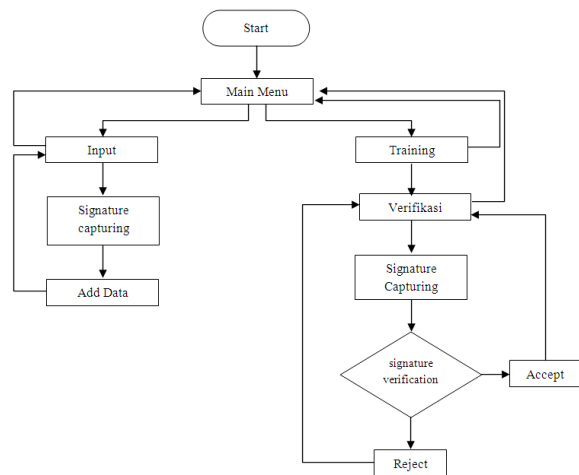 Start
Main Menu
Input
Training
Signature
capturing
Verifikasi
Add Data
Signature
Capturing
signature
verification
Accept
Reject